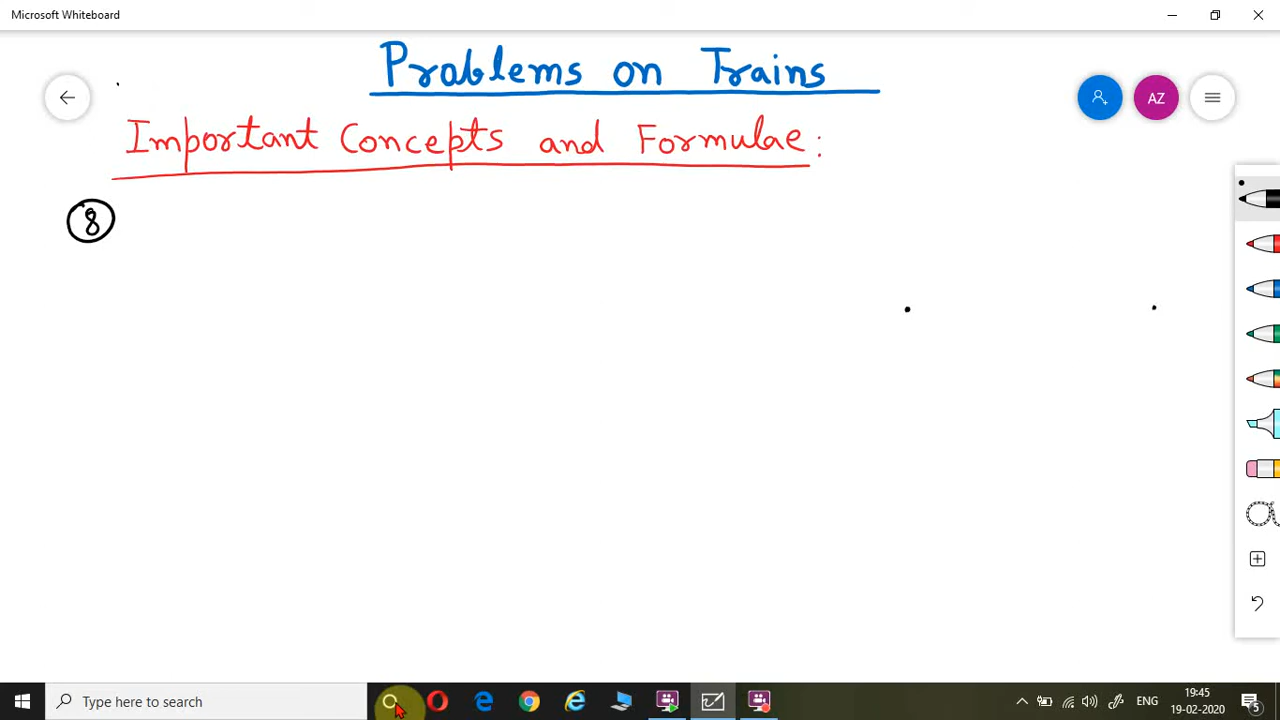 Microsoft Whiteboard
Problems on Trains
Important Concepts and Formulae:
AZ
8
Type here to search
ENG
19:45
19-02-2020
5